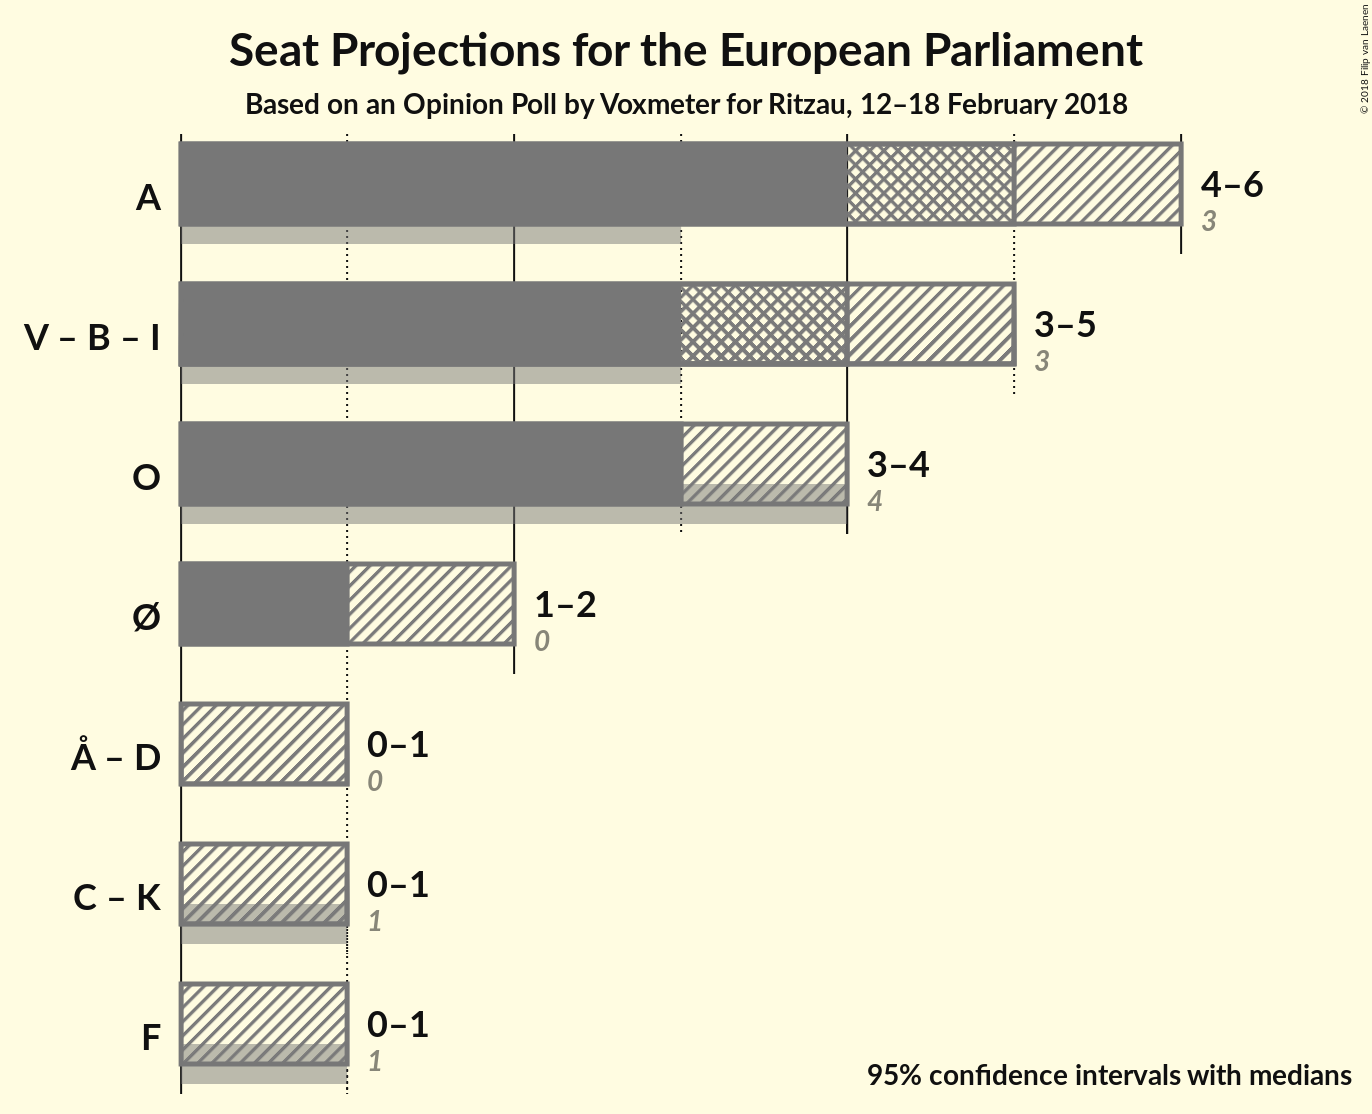 Seat Projections for the European Parliament
Based on an Opinion Poll by Voxmeter for Ritzau, 12–18 February 2018
© 2018 Filip van Laenen
A
4–6
3
V – B – I
3–5
3
O
3–4
4
Ø
1–2
0
Å – D
0–1
0
C – K
0–1
1
F
0–1
1
95% confidence intervals with medians